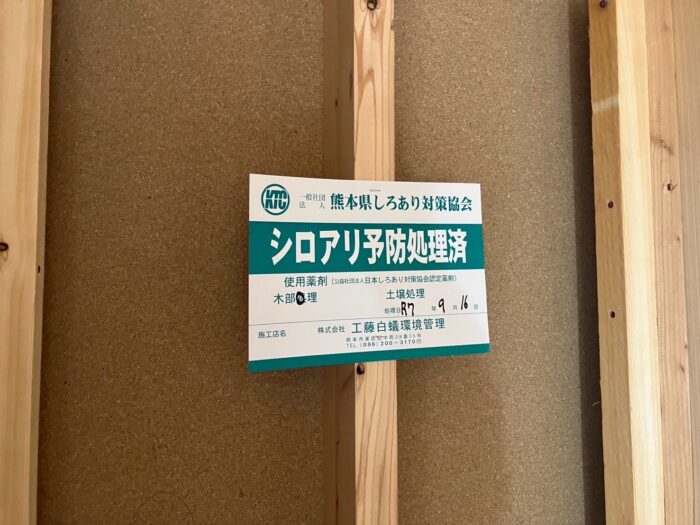 KTC 一般社団法人 熊本県しろあり対策協会
シロアリ予防処理済
使用薬剤(公益社団法人日本しろあり対策協会認定薬剤)
木部処理 土壌処理
処理日 R7 年 9 月 16 日
施工店名 株式会社 工藤白蟻環境管理
TEL (096) 200-3170